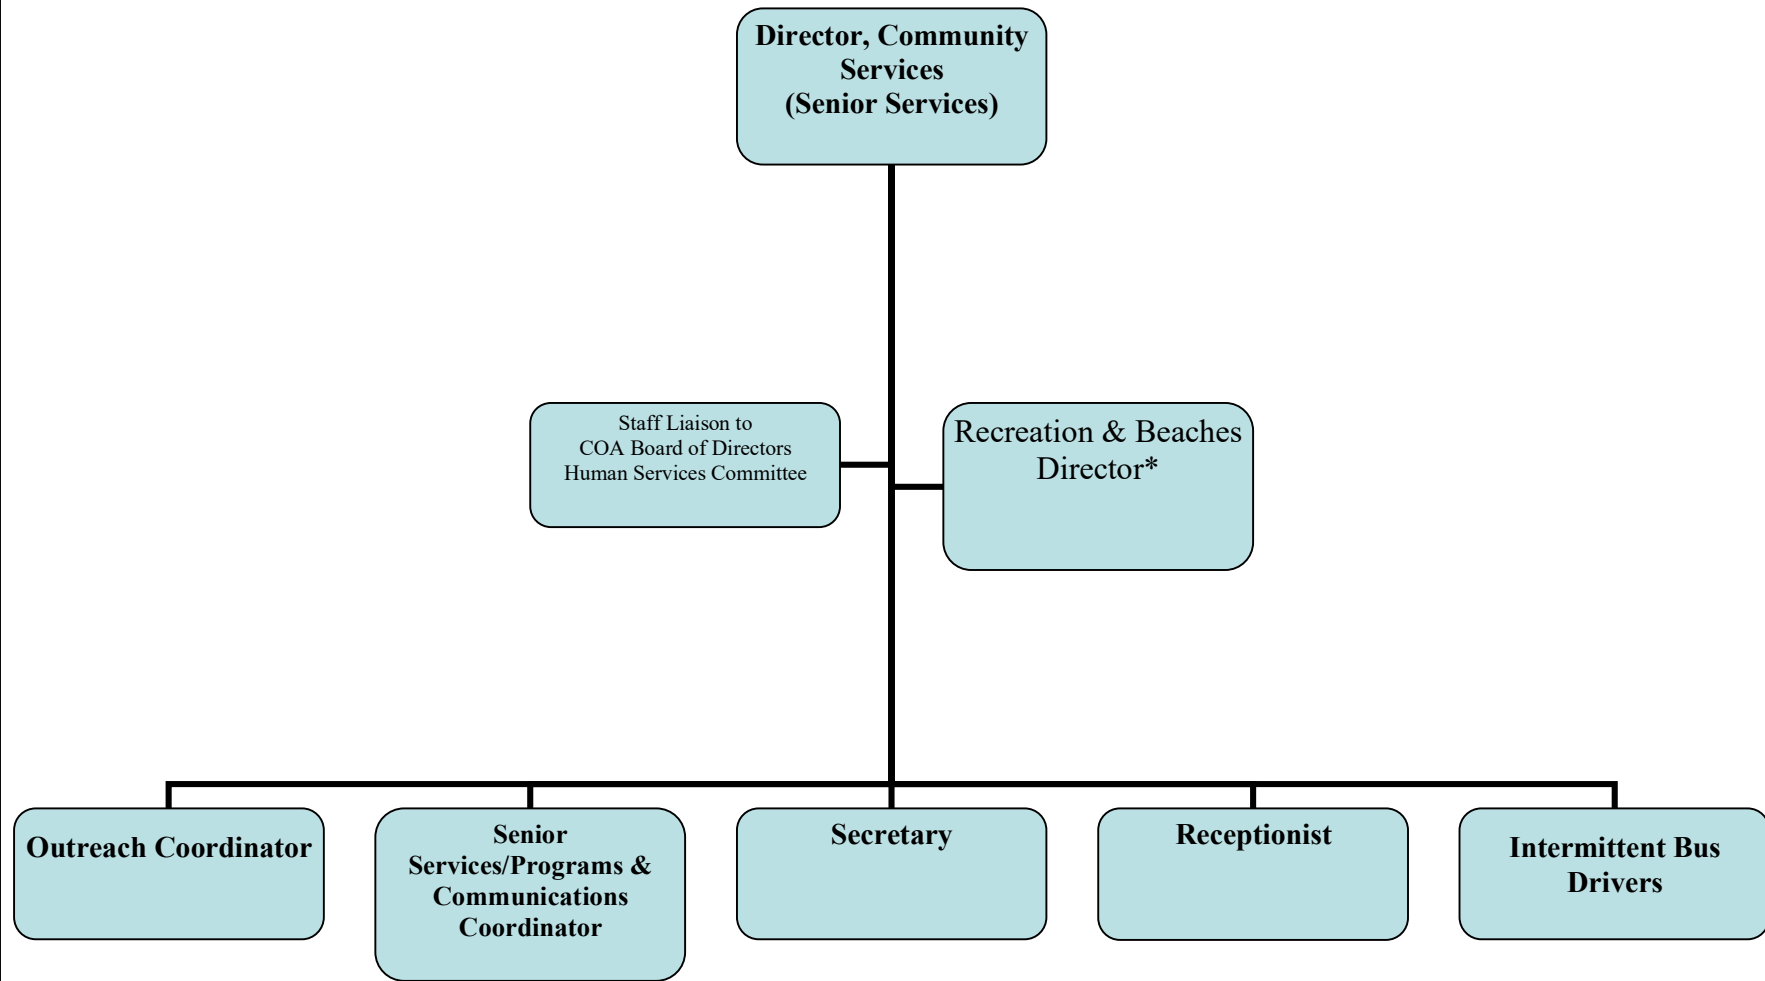 Director, Community
Services
(Senior Services)
Staff Liaison to
COA Board of Directors
Human Services Committee
Recreation & Beaches
Director*
Outreach Coordinator
Senior
Services/Programs &
Communications
Coordinator
Secretary
Receptionist
Intermittent Bus
Drivers